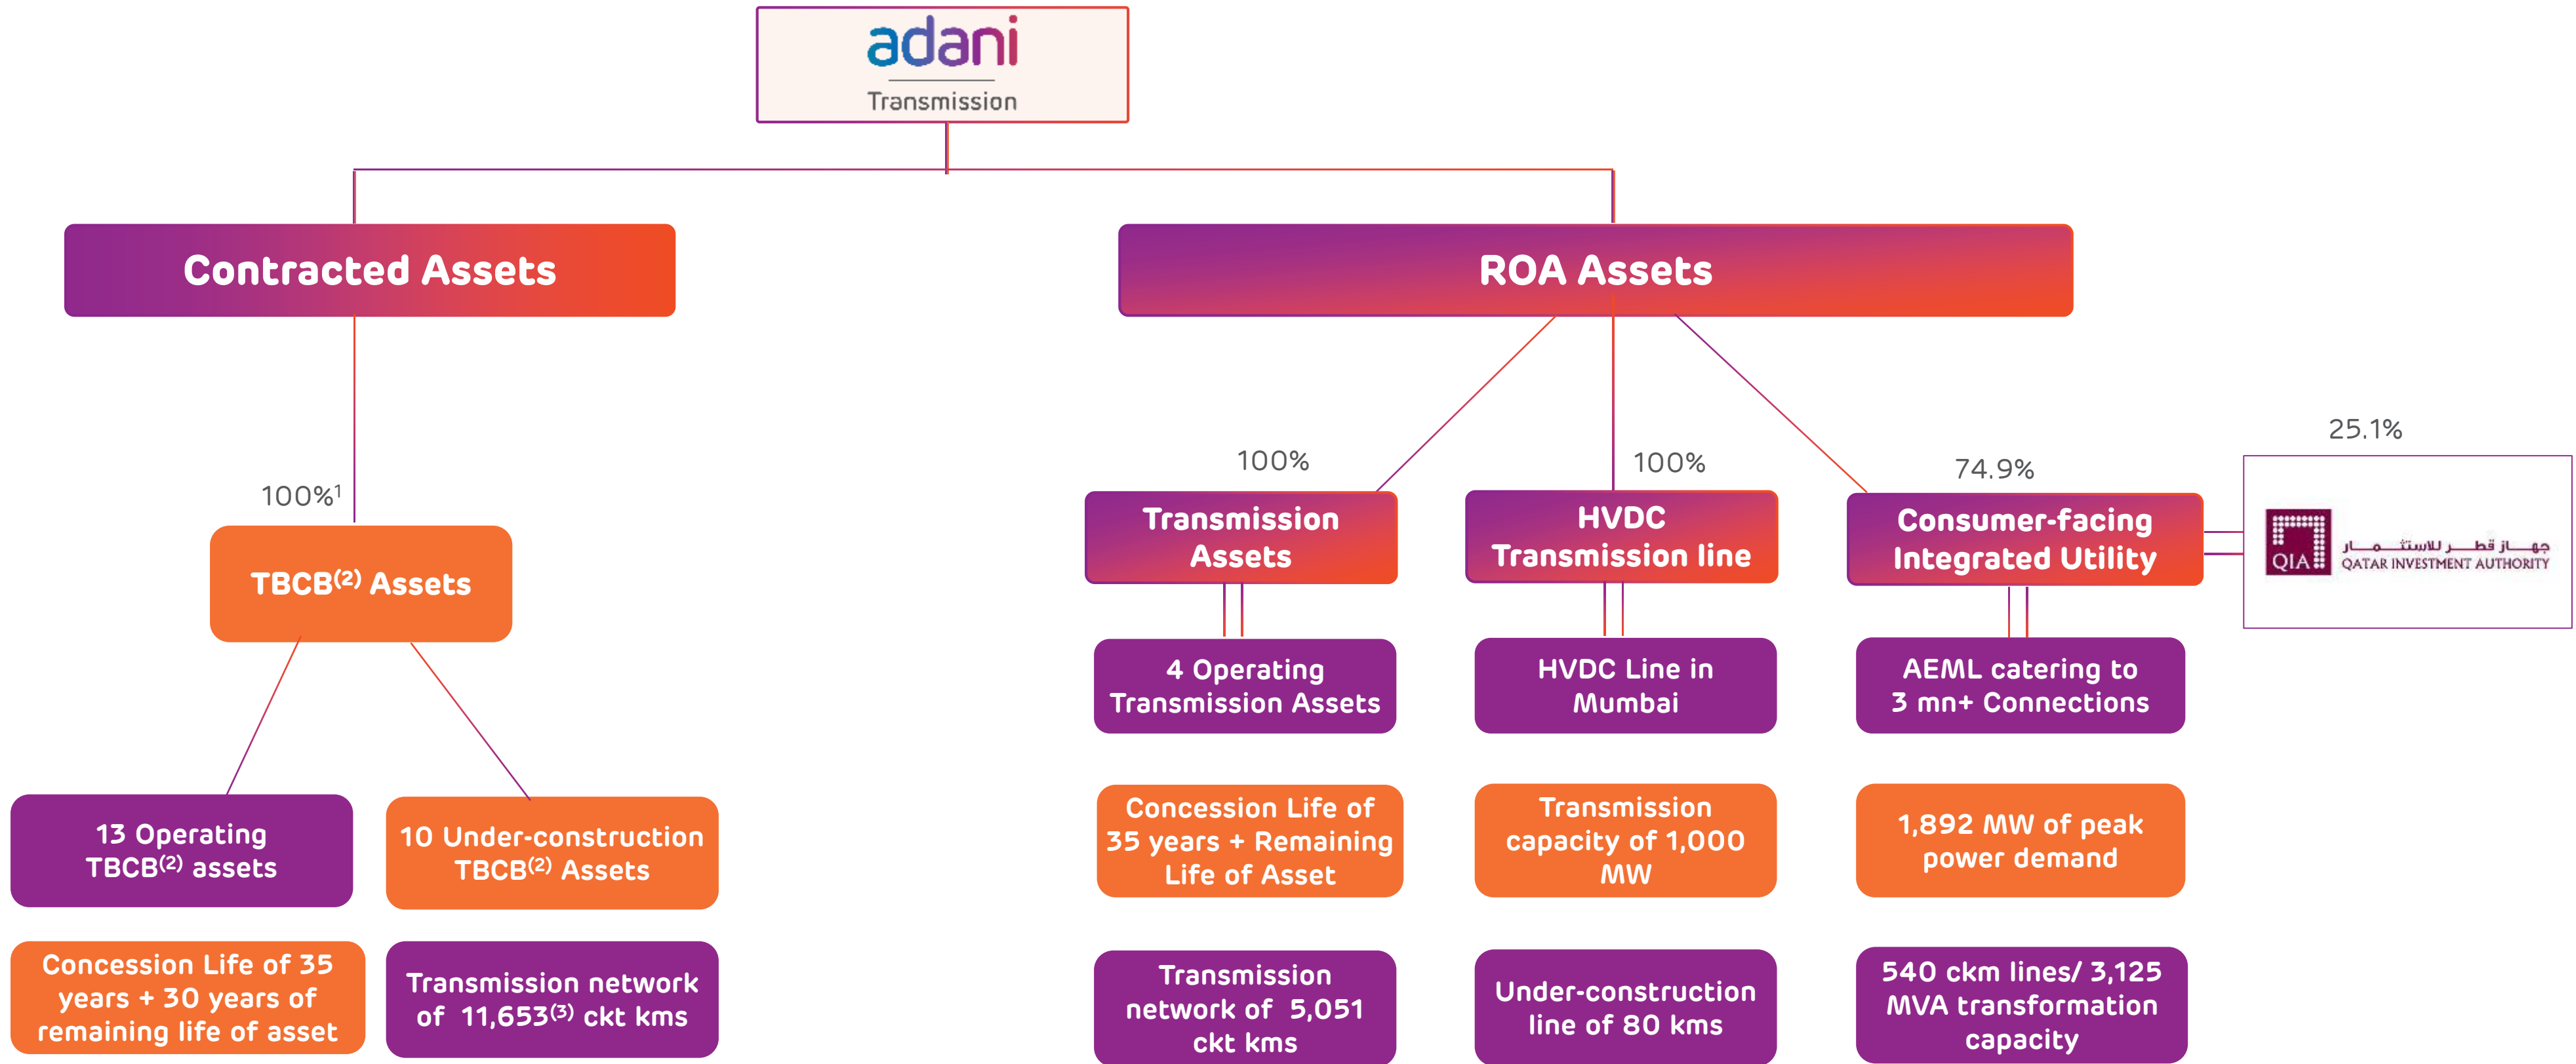 adani
Transmission
Contracted Assets
ROA Assets
100%¹
TBCB⁽²⁾ Assets
13 Operating
TBCB⁽²⁾ assets
10 Under-construction
TBCB⁽²⁾ Assets
Concession Life of 35
years + 30 years of
remaining life of asset
Transmission network
of 11,653⁽³⁾ ckt kms
100%
Transmission
Assets
4 Operating
Transmission Assets
Concession Life of
35 years + Remaining
Life of Asset
Transmission
network of 5,051
ckt kms
100%
HVDC
Transmission line
HVDC Line in
Mumbai
Transmission
capacity of 1,000
MW
Under-construction
line of 80 kms
74.9%
Consumer-facing
Integrated Utility
AEML catering to
3 mn+ Connections
1,892 MW of peak
power demand
540 ckm lines/ 3,125
MVA transformation
capacity
25.1%
QIA
جهاز قطر للاستثمار
QATAR INVESTMENT AUTHORITY